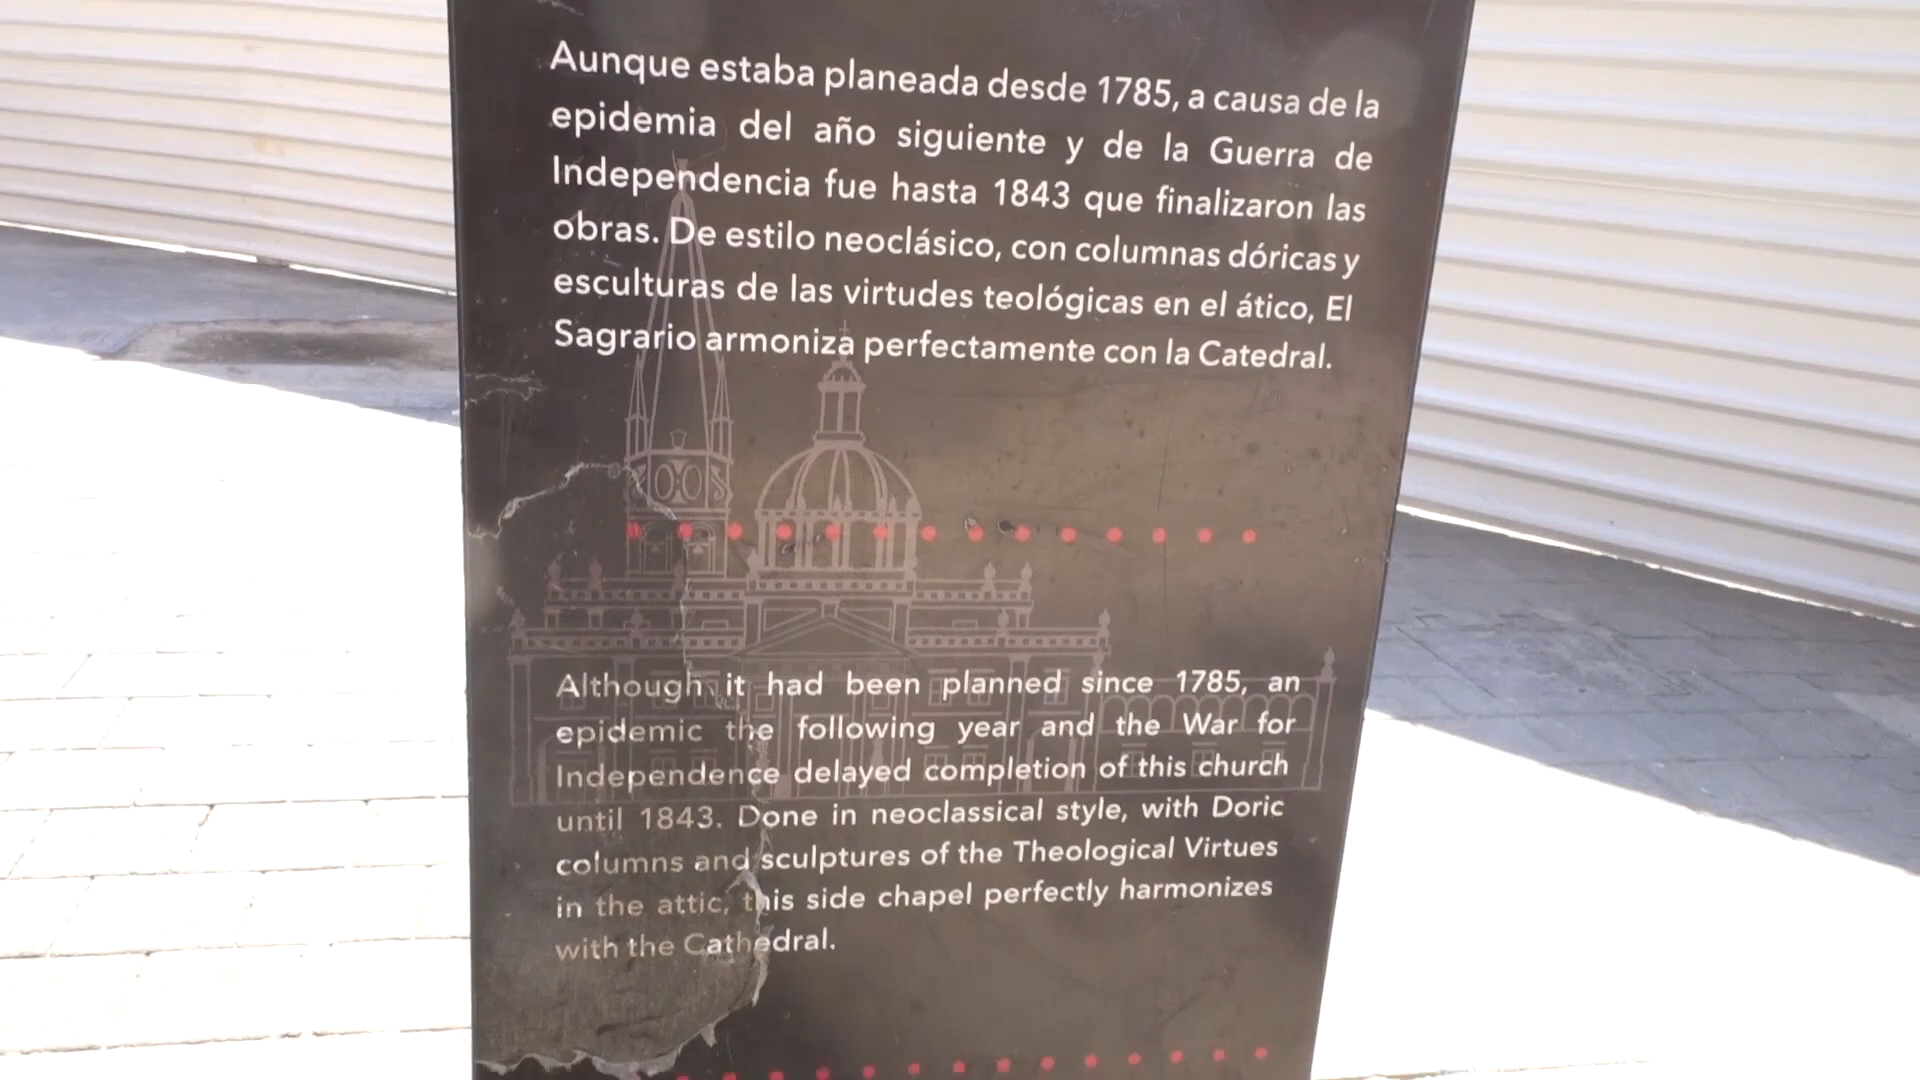 Aunque estaba planeada desde 1785, a causa de la
epidemia del año siguiente y de la Guerra de
Independencia fue hasta 1843 que finalizaron las
obras. De estilo neoclásico, con columnas dóricas y
esculturas de las virtudes teológicas en el ático, El
Sagrario armoniza perfectamente con la Catedral.
Although it had been planned since 1785, an
epidemic the following year and the War for
Independence delayed completion of this church
until 1843. Done in neoclassical style, with Doric
columns and sculptures of the Theological Virtues
in the attic, this side chapel perfectly harmonizes
with the Cathedral.